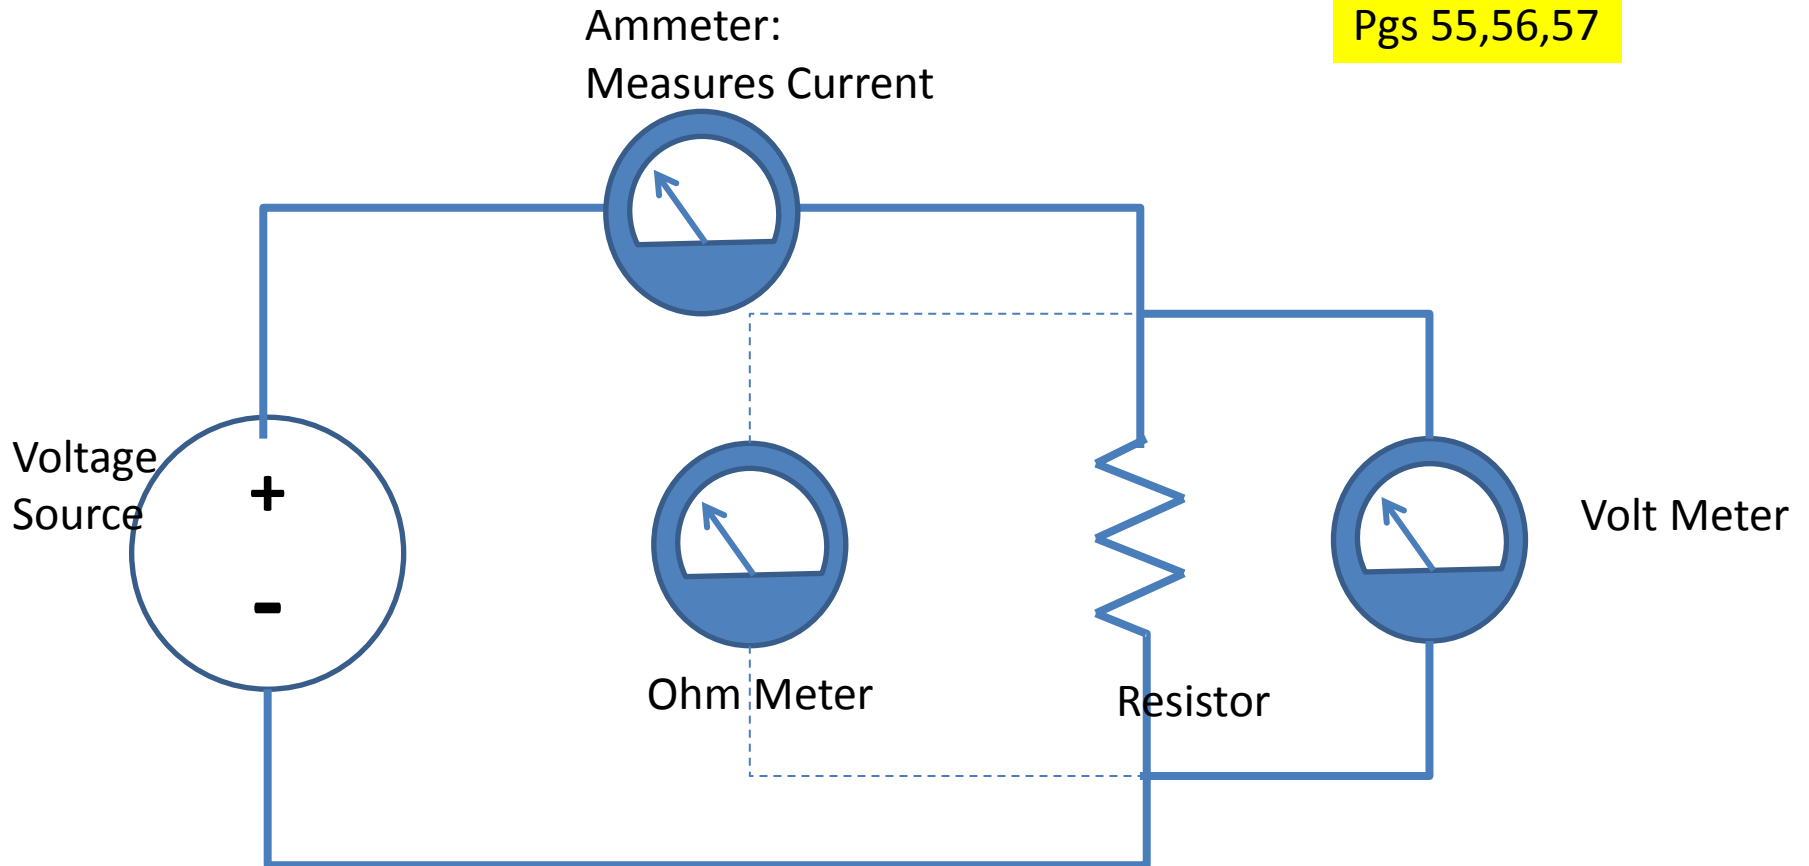 Ammeter:
Measures Current
Pgs 55,56,57
Voltage
Source
+
-
Ohm Meter
Resistor
Volt Meter